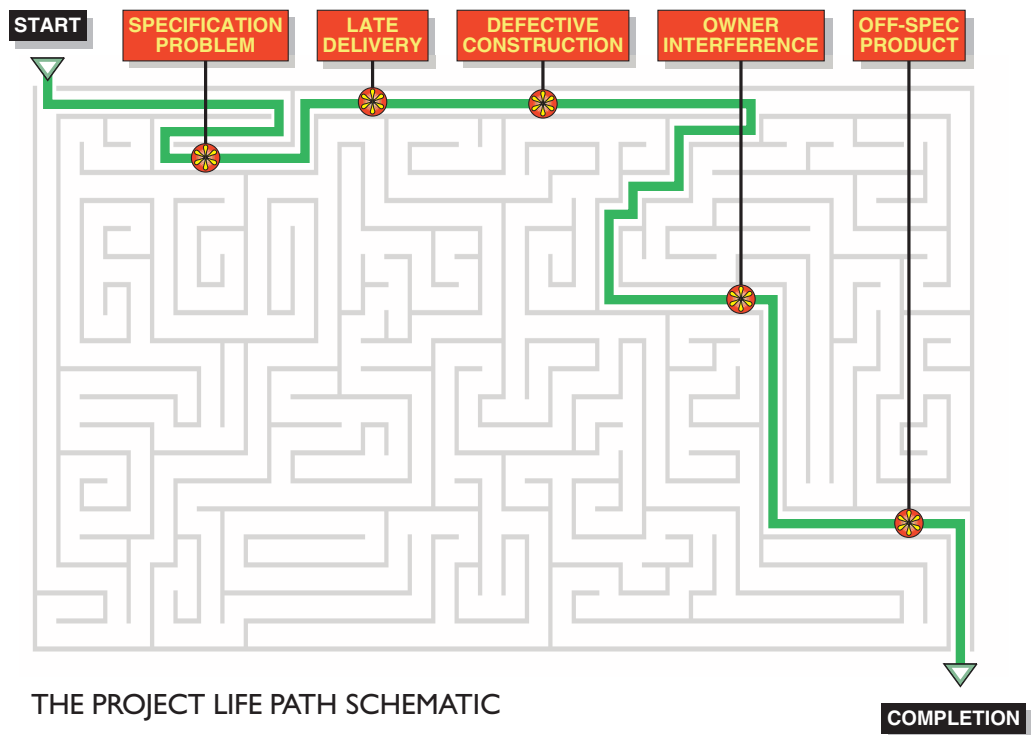 START
SPECIFICATION
PROBLEM
LATE
DELIVERY
DEFECTIVE
CONSTRUCTION
OWNER
INTERFERENCE
OFF-SPEC
PRODUCT
THE PROJECT LIFE PATH SCHEMATIC
COMPLETION